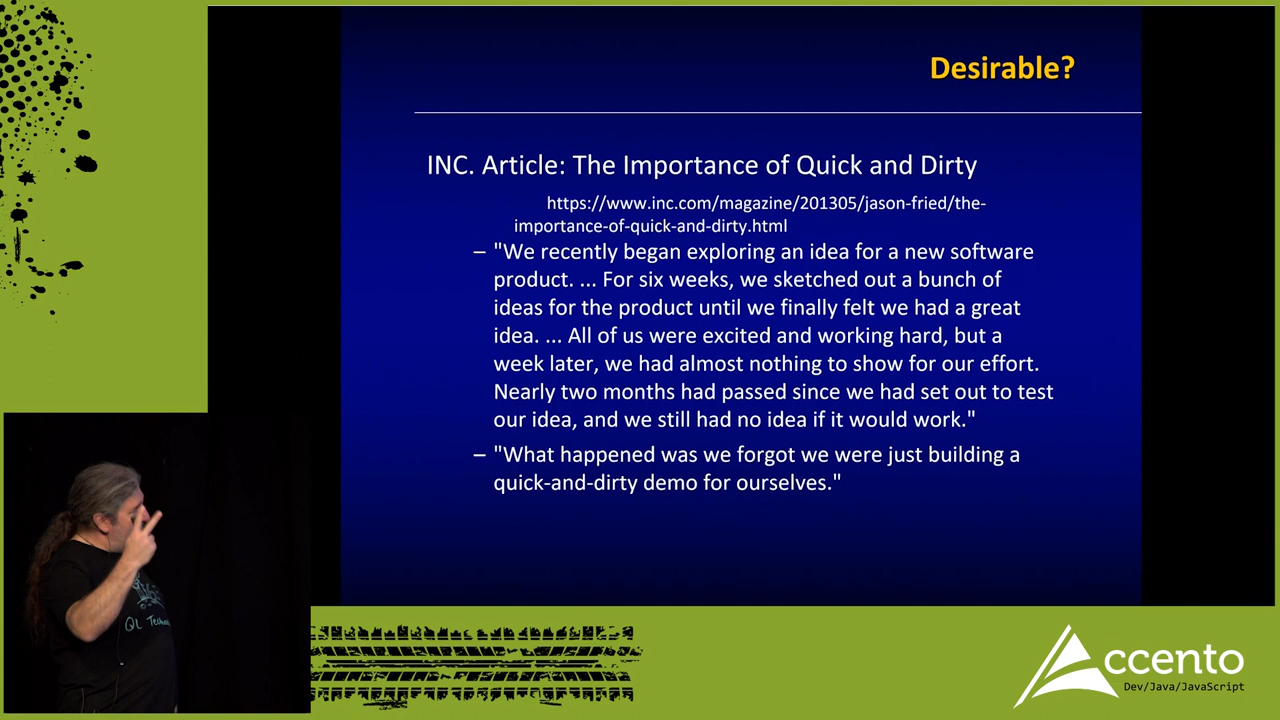 Desirable?
INC. Article: The Importance of Quick and Dirty
https://www.inc.com/magazine/201305/jason-fried/the-
importance-of-quick-and-dirty.html
– "We recently began exploring an idea for a new software
product. ... For six weeks, we sketched out a bunch of
ideas for the product until we finally felt we had a great
idea. ... All of us were excited and working hard, but a
week later, we had almost nothing to show for our effort.
Nearly two months had passed since we had set out to test
our idea, and we still had no idea if it would work."
– "What happened was we forgot we were just building a
quick-and-dirty demo for ourselves."
QL
Accento
Dev/Java/JavaScript